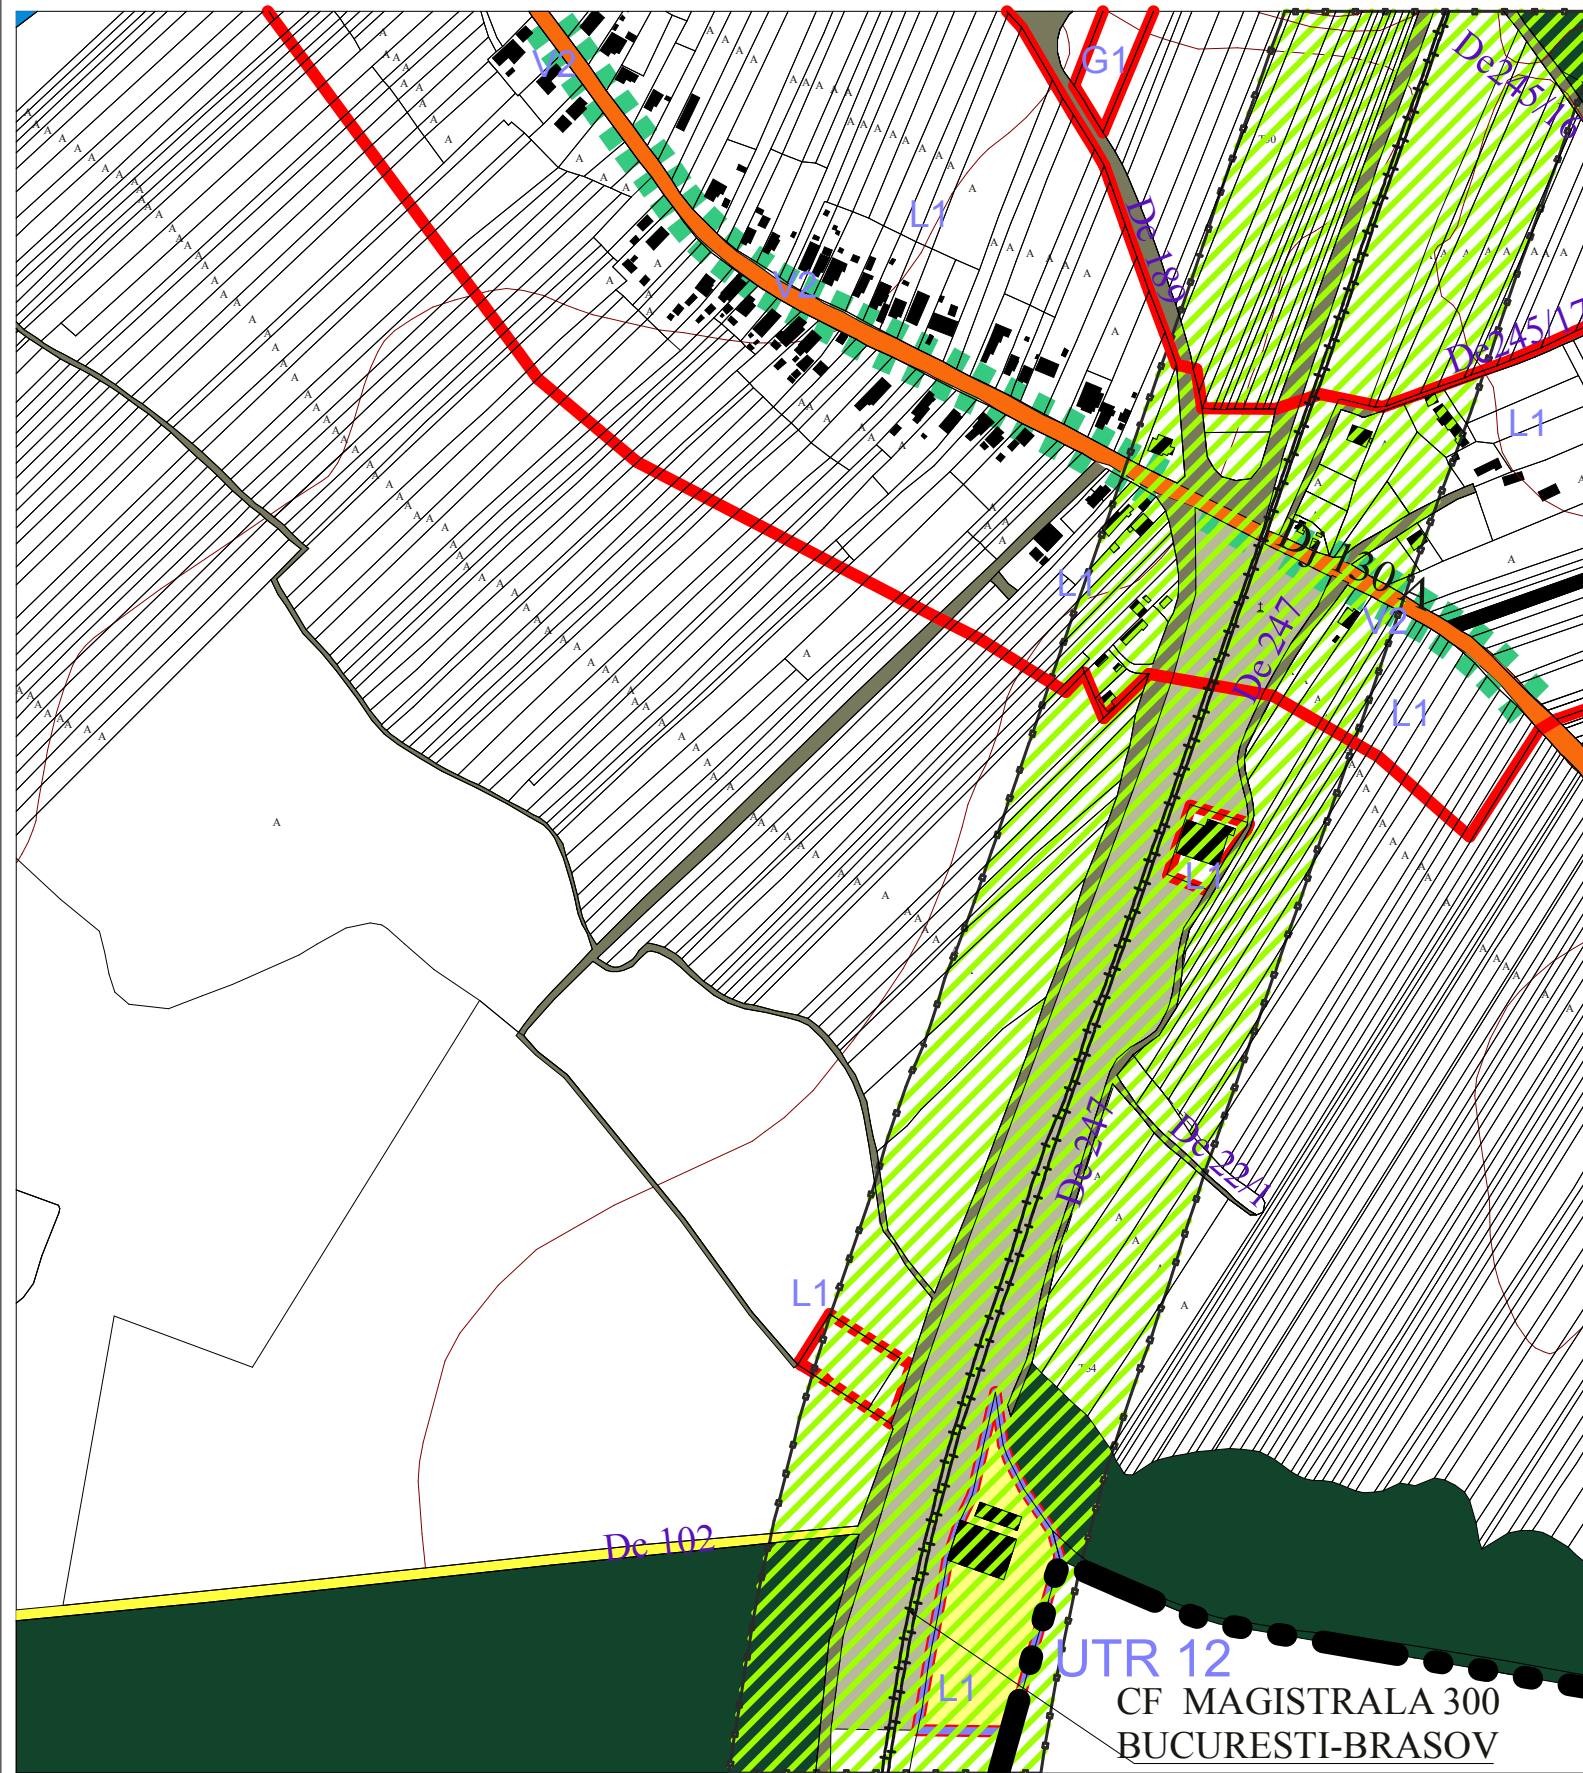 V2
G1
De245/16
L1
De 189
V2
De245/17
L1
L1
Dj 130 A
V2
De 247
L1
L1
De 247
De 22/1
L1
De 102
UTR 12
L1
CF MAGISTRALA 300
BUCURESTI-BRASOV